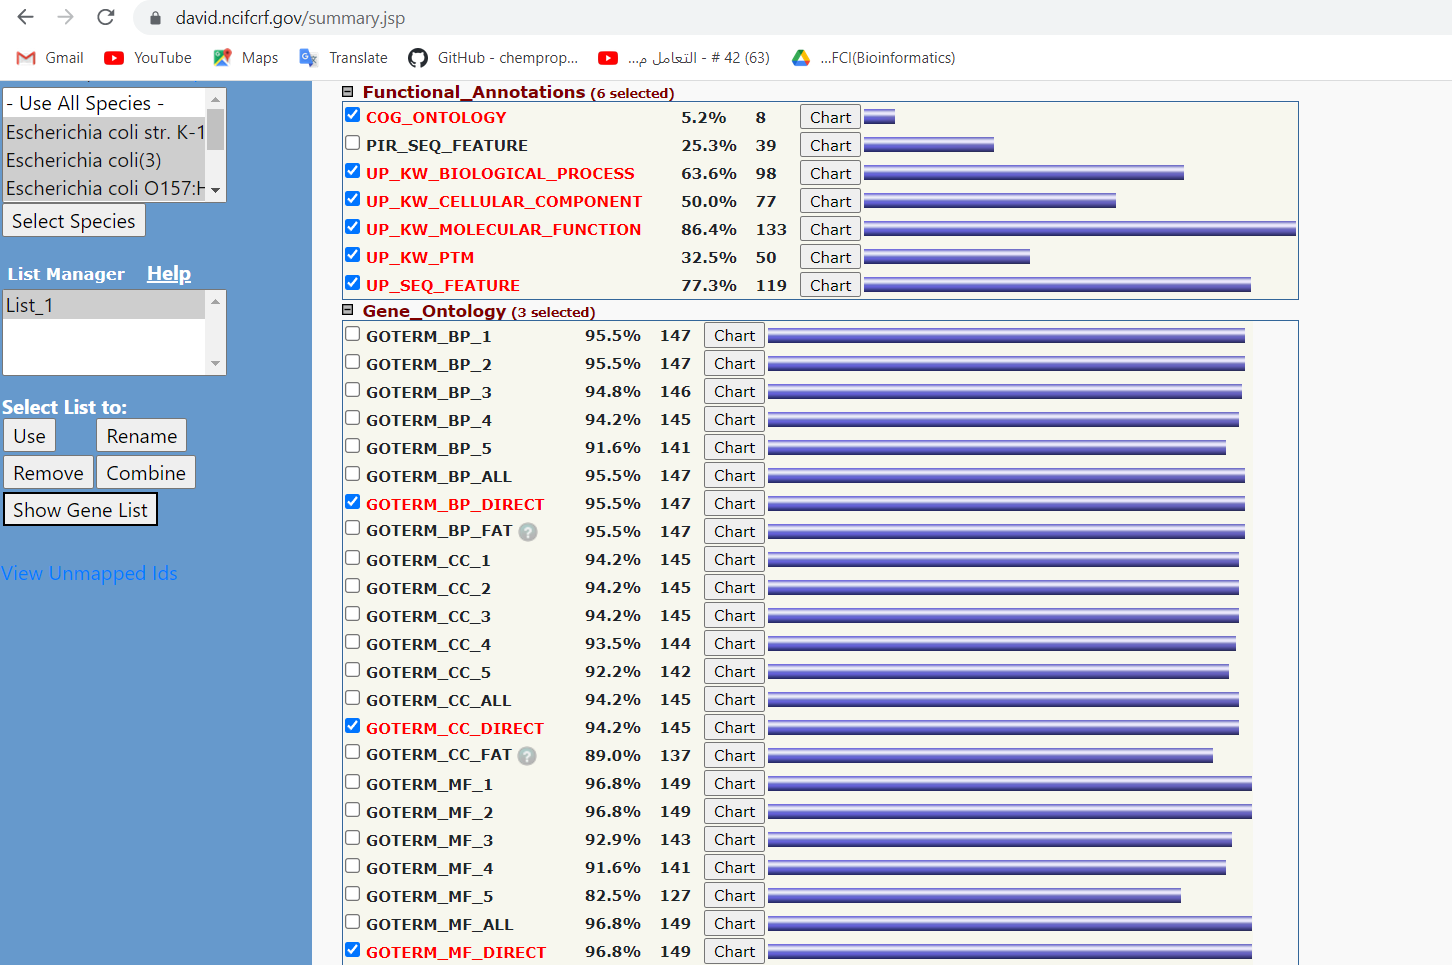 david.ncifcrf.gov/summary.jsp
Gmail YouTube Maps Translate GitHub - chemprop... ...التعامل م - # 42 (63) ...FCI(Bioinformatics)
- Use All Species -
Escherichia coli str. K-1
Escherichia coli(3)
Escherichia coli O157:H
Select Species
List Manager Help
List_1
Select List to:
Use Rename
Remove Combine
Show Gene List
View Unmapped Ids
Functional_Annotations (6 selected)
COG_ONTOLOGY 5.2% 8 Chart
PIR_SEQ_FEATURE 25.3% 39 Chart
UP_KW_BIOLOGICAL_PROCESS 63.6% 98 Chart
UP_KW_CELLULAR_COMPONENT 50.0% 77 Chart
UP_KW_MOLECULAR_FUNCTION 86.4% 133 Chart
UP_KW_PTM 32.5% 50 Chart
UP_SEQ_FEATURE 77.3% 119 Chart
Gene_Ontology (3 selected)
GOTERM_BP_1 95.5% 147 Chart
GOTERM_BP_2 95.5% 147 Chart
GOTERM_BP_3 94.8% 146 Chart
GOTERM_BP_4 94.2% 145 Chart
GOTERM_BP_5 91.6% 141 Chart
GOTERM_BP_ALL 95.5% 147 Chart
GOTERM_BP_DIRECT 95.5% 147 Chart
GOTERM_BP_FAT ? 95.5% 147 Chart
GOTERM_CC_1 94.2% 145 Chart
GOTERM_CC_2 94.2% 145 Chart
GOTERM_CC_3 94.2% 145 Chart
GOTERM_CC_4 93.5% 144 Chart
GOTERM_CC_5 92.2% 142 Chart
GOTERM_CC_ALL 94.2% 145 Chart
GOTERM_CC_DIRECT 94.2% 145 Chart
GOTERM_CC_FAT ? 89.0% 137 Chart
GOTERM_MF_1 96.8% 149 Chart
GOTERM_MF_2 96.8% 149 Chart
GOTERM_MF_3 92.9% 143 Chart
GOTERM_MF_4 91.6% 141 Chart
GOTERM_MF_5 82.5% 127 Chart
GOTERM_MF_ALL 96.8% 149 Chart
GOTERM_MF_DIRECT 96.8% 149 Chart